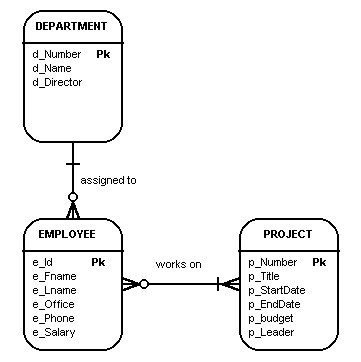 DEPARTMENT
d_Number Pk
d_Name
d_Director
assigned to
EMPLOYEE
e_Id Pk
e_Fname
e_Lname
e_Office
e_Phone
e_Salary
works on
PROJECT
p_Number Pk
p_Title
p_StartDate
p_EndDate
p_budget
p_Leader